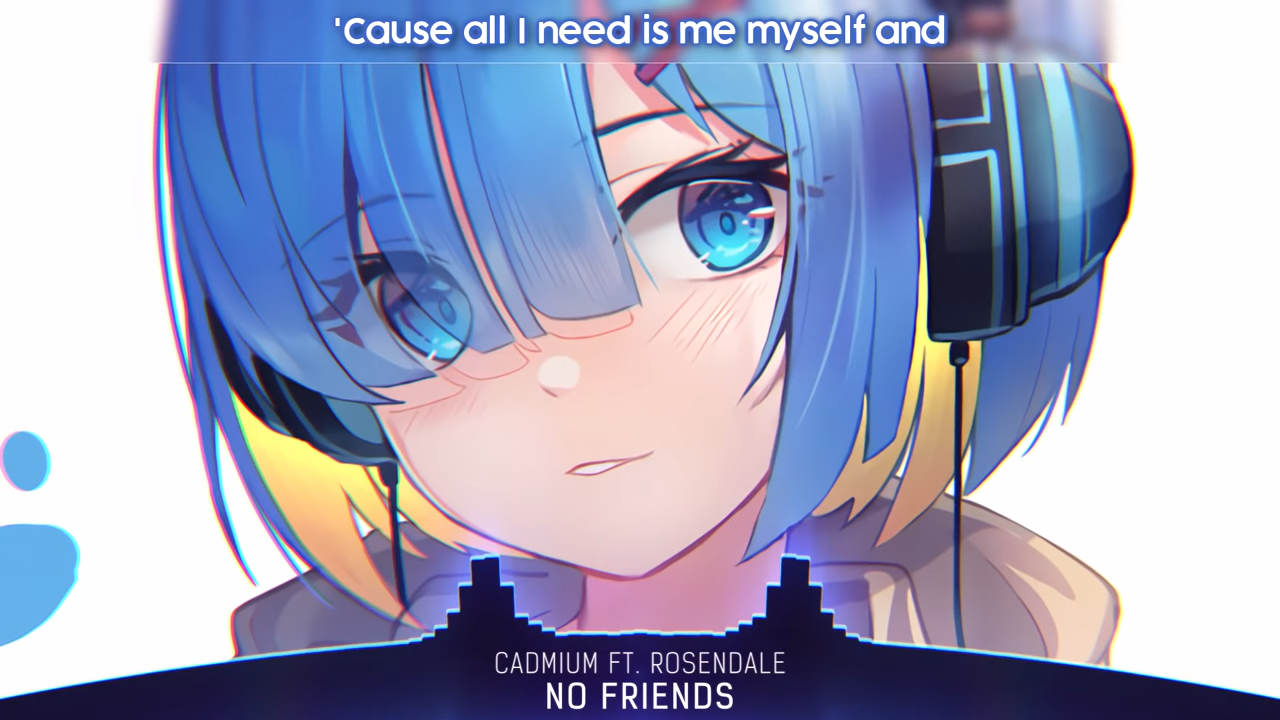 'Cause all I need is me myself and
CADMIUM FT. ROSENDALE
NO FRIENDS